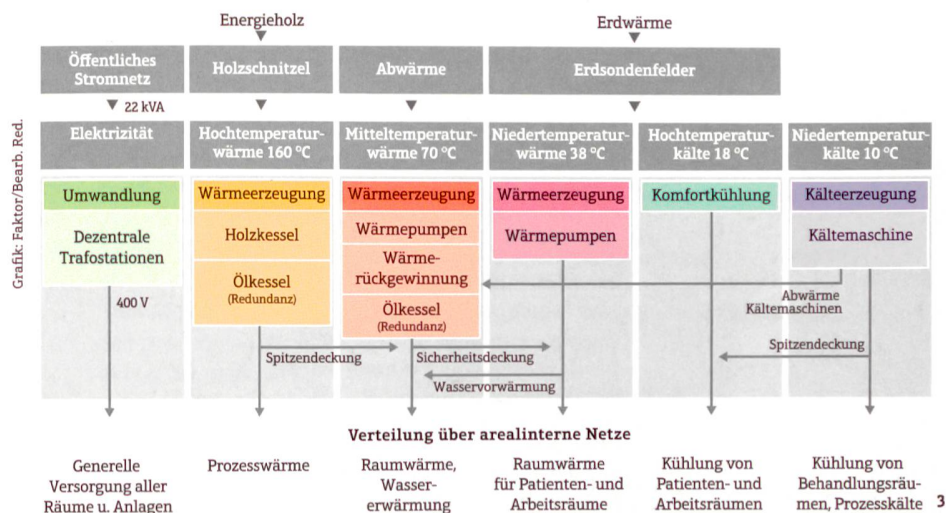 Energieholz
Erdwärme
Öffentliches
Stromnetz
Holzschnitzel
Abwärme
Erdsondenfelder
22 kVA
Elektrizität
Hochtemperatur-
wärme 160 °C
Mitteltemperatur-
wärme 70 °C
Niedertemperatur-
wärme 38 °C
Hochtemperatur-
kälte 18 °C
Niedertemperatur-
kälte 10 °C
Umwandlung
Dezentrale
Trafostationen
400 V
Wärmeerzeugung
Holzkessel
Ölkessel
(Redundanz)
Wärmeerzeugung
Wärmepumpen
Wärme-
rückgewinnung
Ölkessel
(Redundanz)
Wärmeerzeugung
Wärmepumpen
Komfortkühlung
Kälteerzeugung
Kältemaschine
Abwärme
Kältemaschinen
Spitzendeckung
Sicherheitsdeckung
Spitzendeckung
Wasservorwärmung
Verteilung über arealinterne Netze
Generelle
Versorgung aller
Räume u. Anlagen
Prozesswärme
Raumwärme,
Wasser-
erwärmung
Raumwärme
für Patienten- und
Arbeitsräume
Kühlung von
Patienten- und
Arbeitsräumen
Kühlung von
Behandlungsräu-
men, Prozesskälte
3
Grafik: Faktor/Bearb. Red.